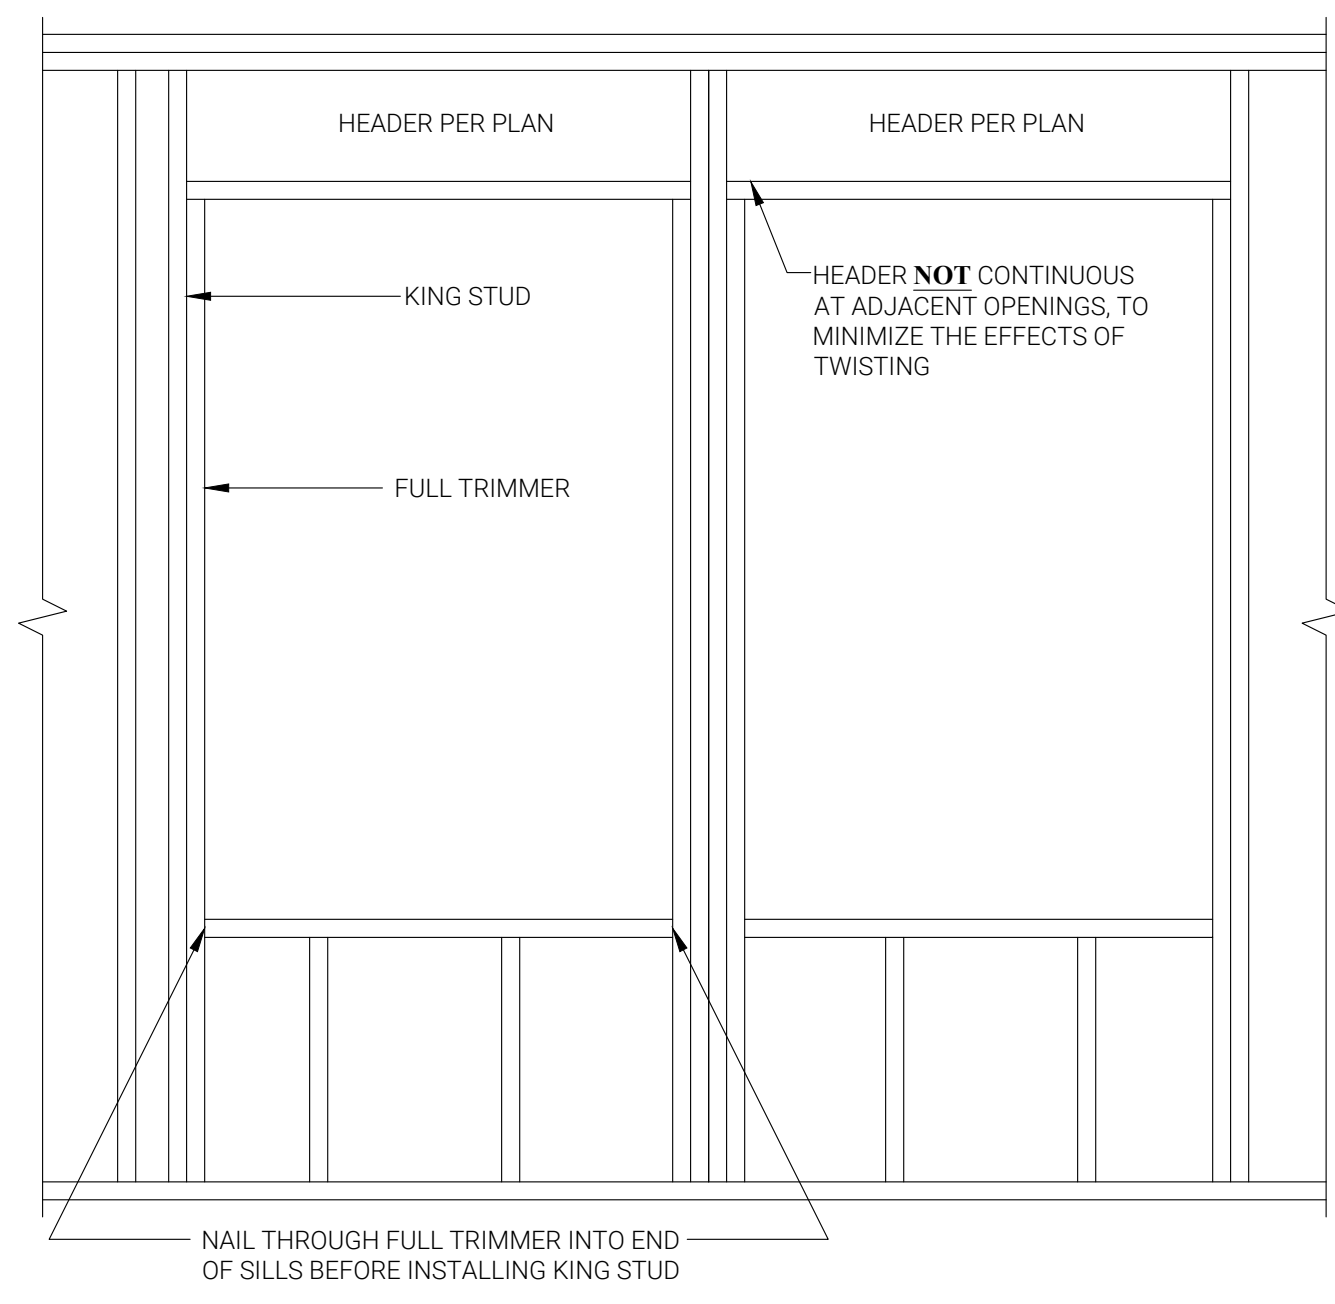 HEADER PER PLAN
HEADER PER PLAN
HEADER NOT CONTINUOUS
AT ADJACENT OPENINGS, TO
MINIMIZE THE EFFECTS OF
TWISTING
KING STUD
FULL TRIMMER
NAIL THROUGH FULL TRIMMER INTO END
OF SILLS BEFORE INSTALLING KING STUD